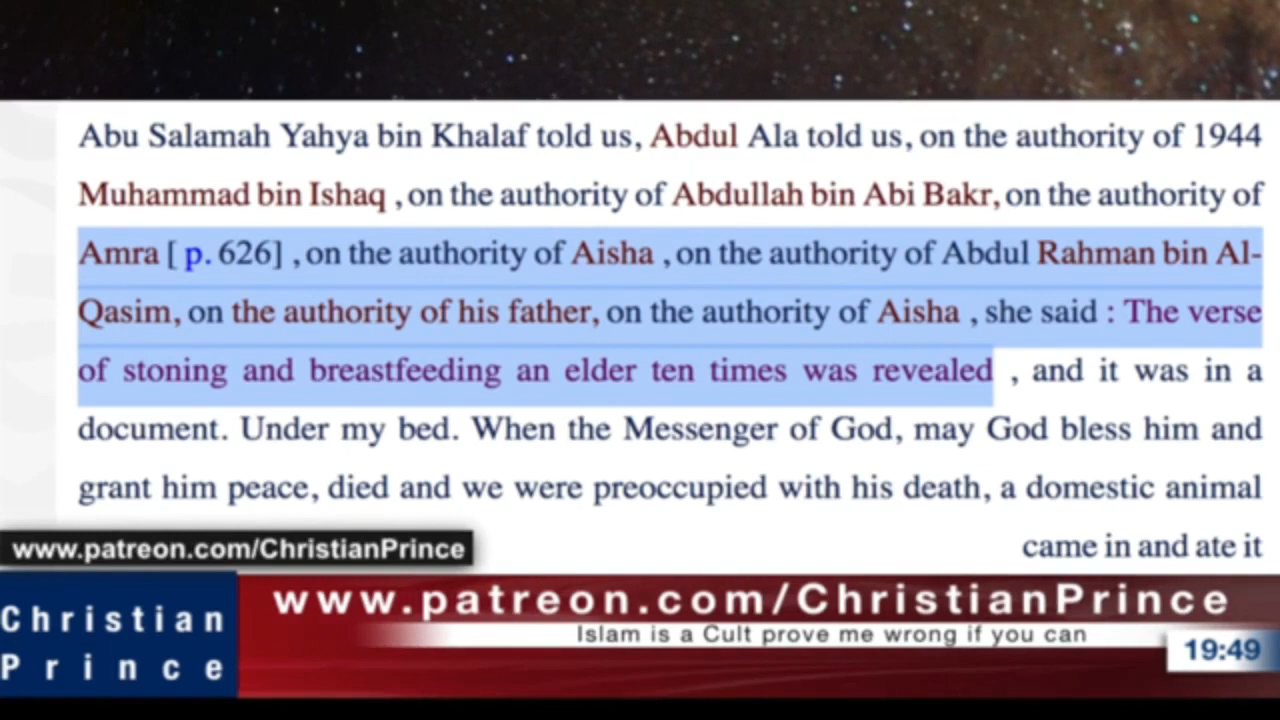 Abu Salamah Yahya bin Khalaf told us, Abdul Ala told us, on the authority of 1944
Muhammad bin Ishaq , on the authority of Abdullah bin Abi Bakr, on the authority of
Amra [ p. 626] , on the authority of Aisha , on the authority of Abdul Rahman bin Al-
Qasim, on the authority of his father, on the authority of Aisha , she said : The verse
of stoning and breastfeeding an elder ten times was revealed , and it was in a
document. Under my bed. When the Messenger of God, may God bless him and
grant him peace, died and we were preoccupied with his death, a domestic animal
came in and ate it
www.patreon.com/ChristianPrince
Christian
Prince
www.patreon.com/ChristianPrince
Islam is a Cult prove me wrong if you can
19:49